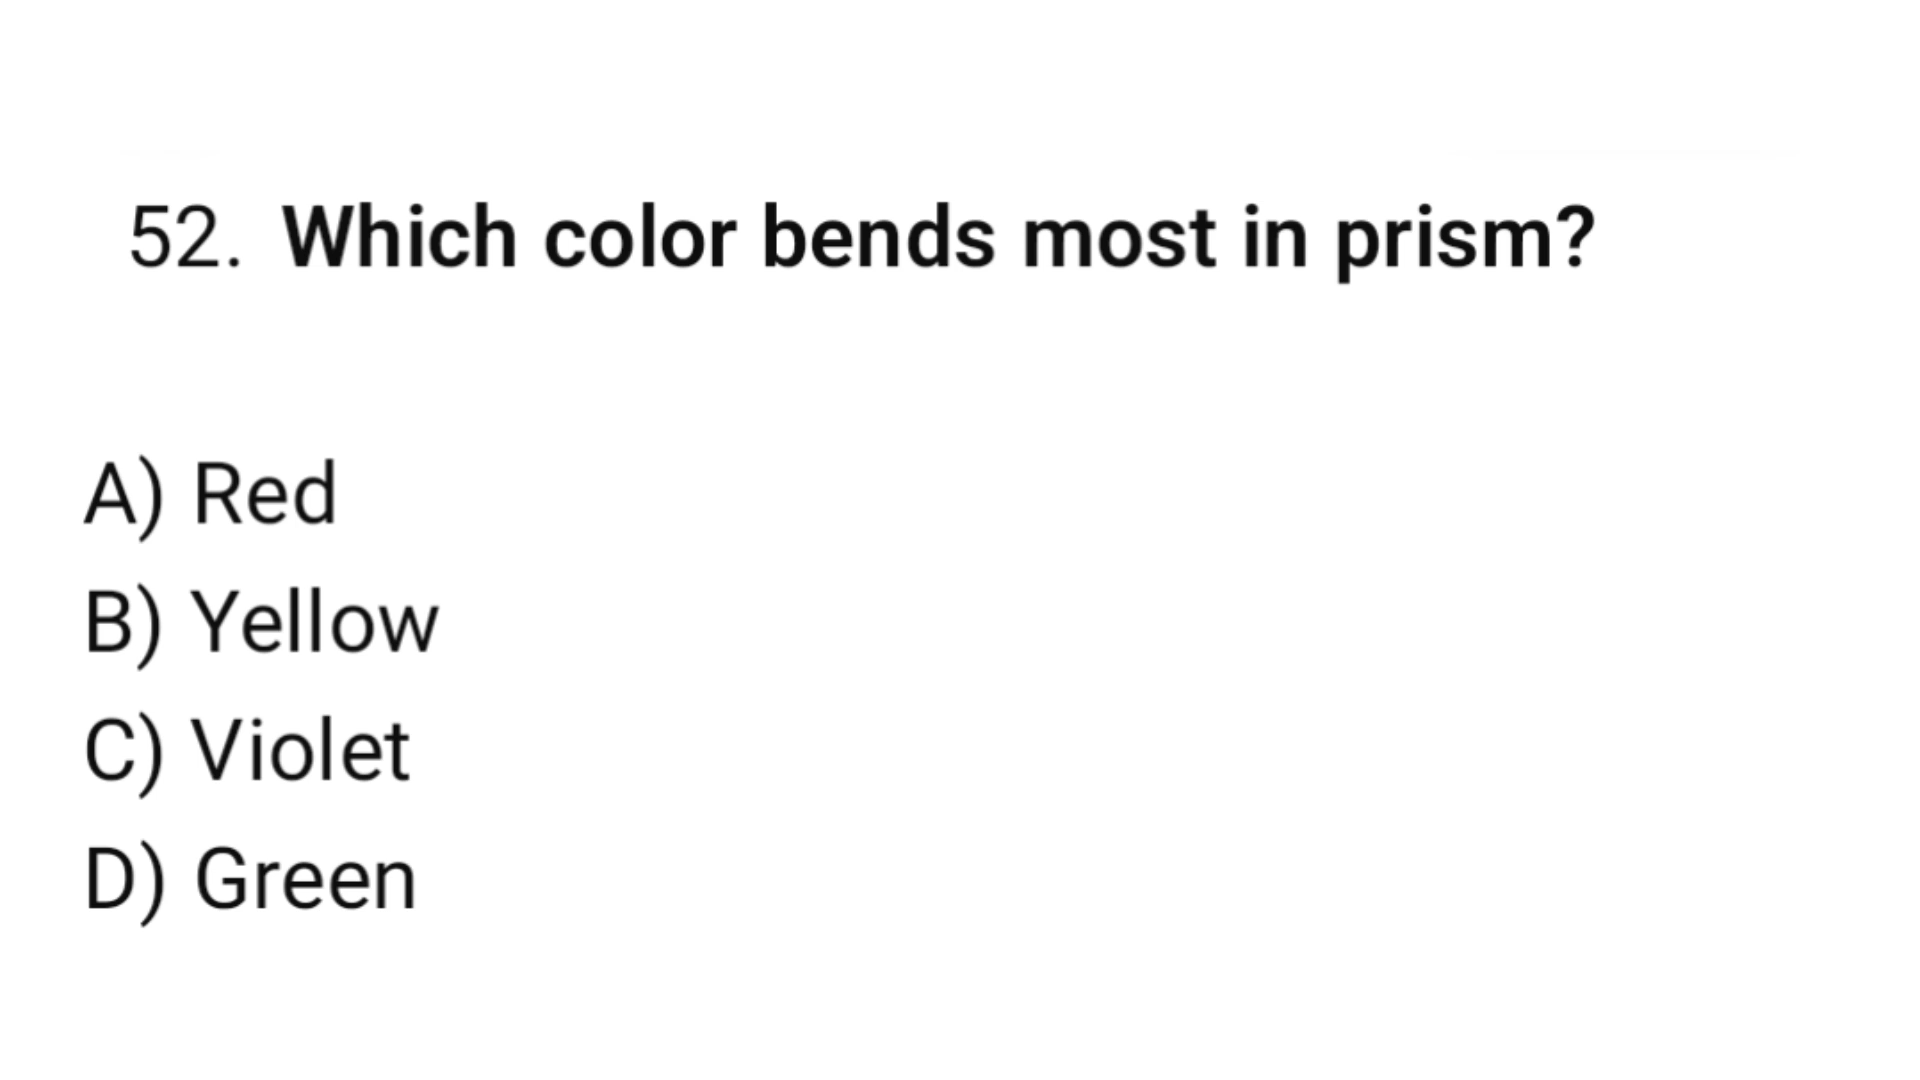 52. Which color bends most in prism?
A) Red
B) Yellow
C) Violet
D) Green